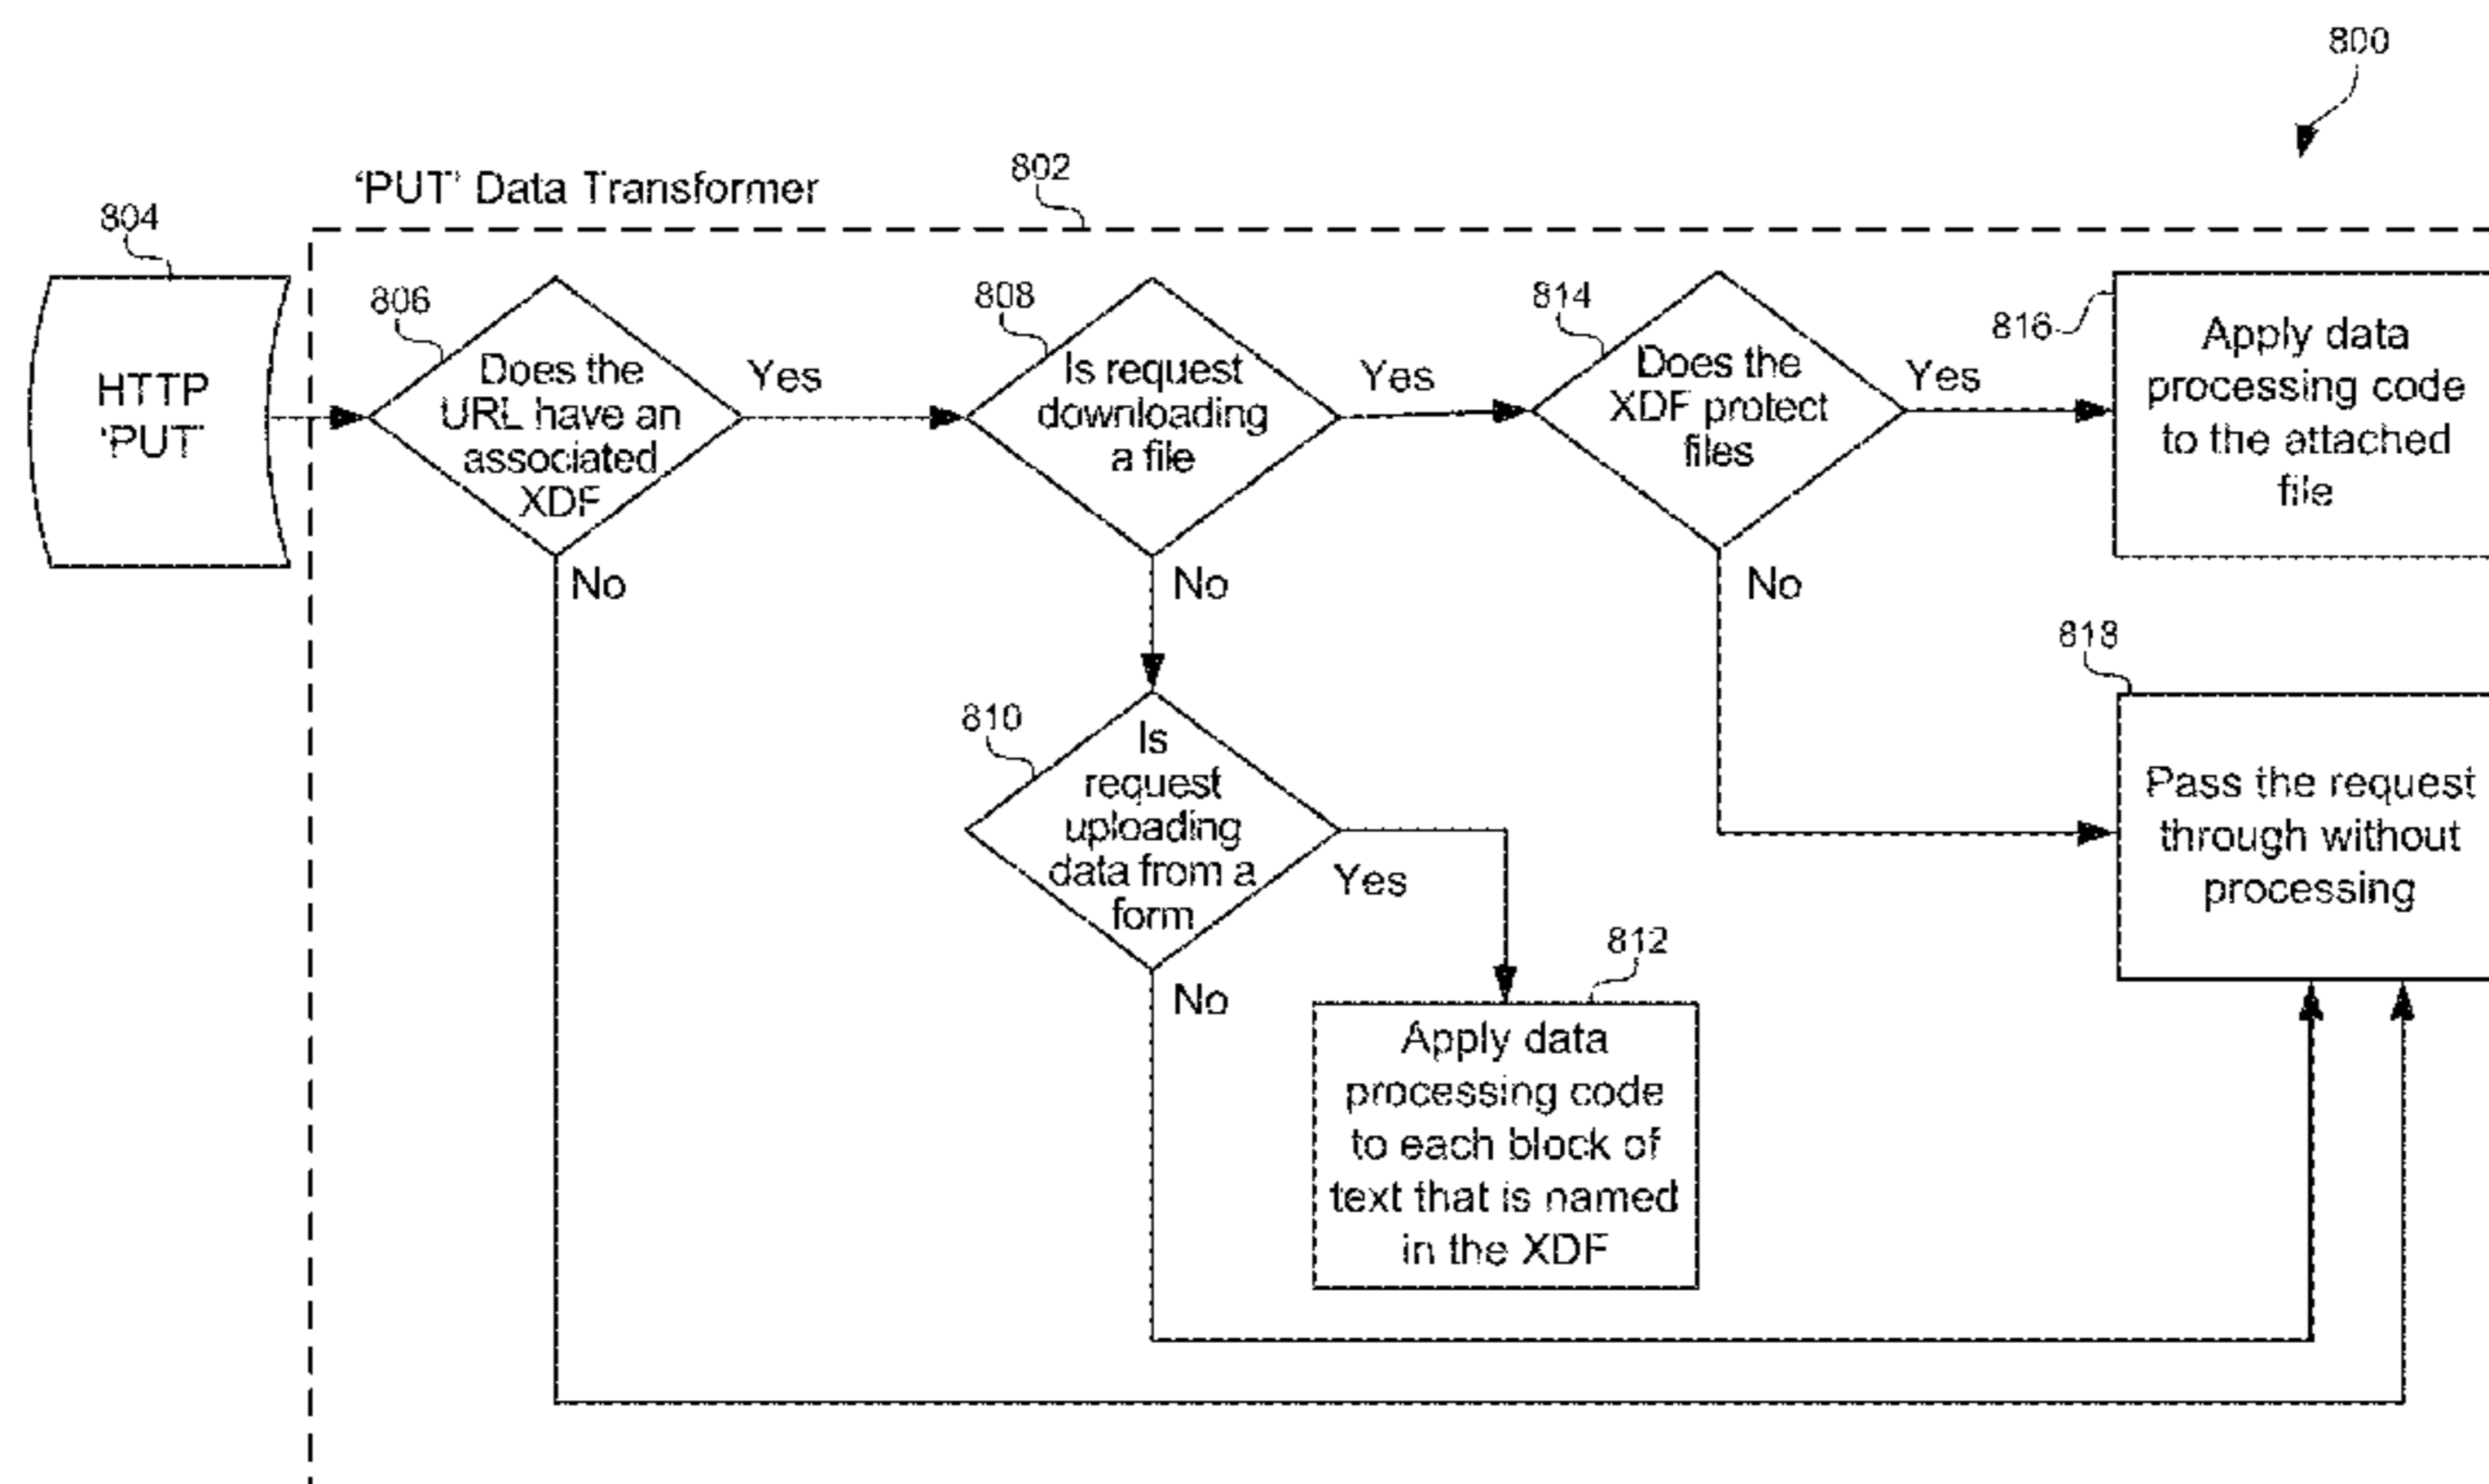 800
'PUT' Data Transformer
802
804
HTTP
'PUT'
806
Does the
URL have an
associated
XDF
Yes
No
808
Is request
downloading
a file
Yes
No
814
Does the
XDF protect
files
Yes
No
816
Apply data
processing code
to the attached
file
810
Is
request
uploading
data from a
form
Yes
No
812
Apply data
processing code
to each block of
text that is named
in the XDF
818
Pass the request
through without
processing